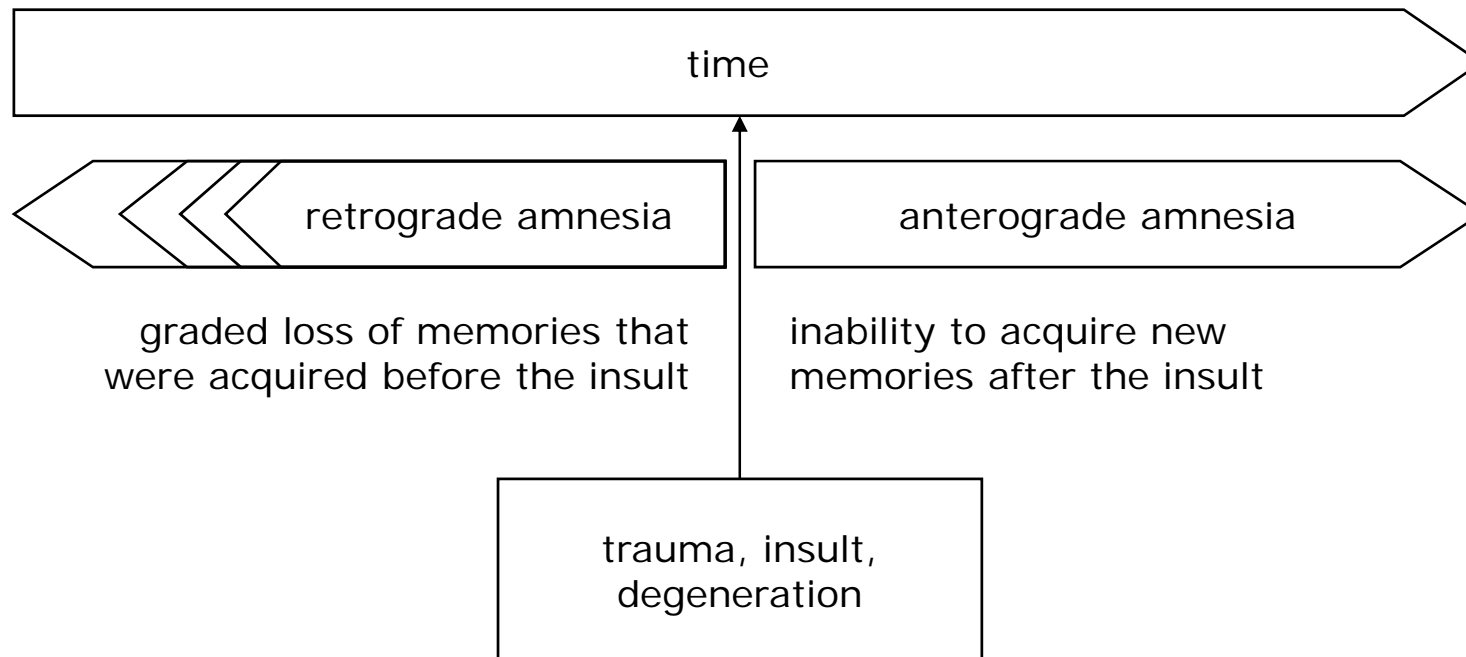 time
retrograde amnesia
anterograde amnesia
graded loss of memories that
were acquired before the insult
inability to acquire new
memories after the insult
trauma, insult,
degeneration